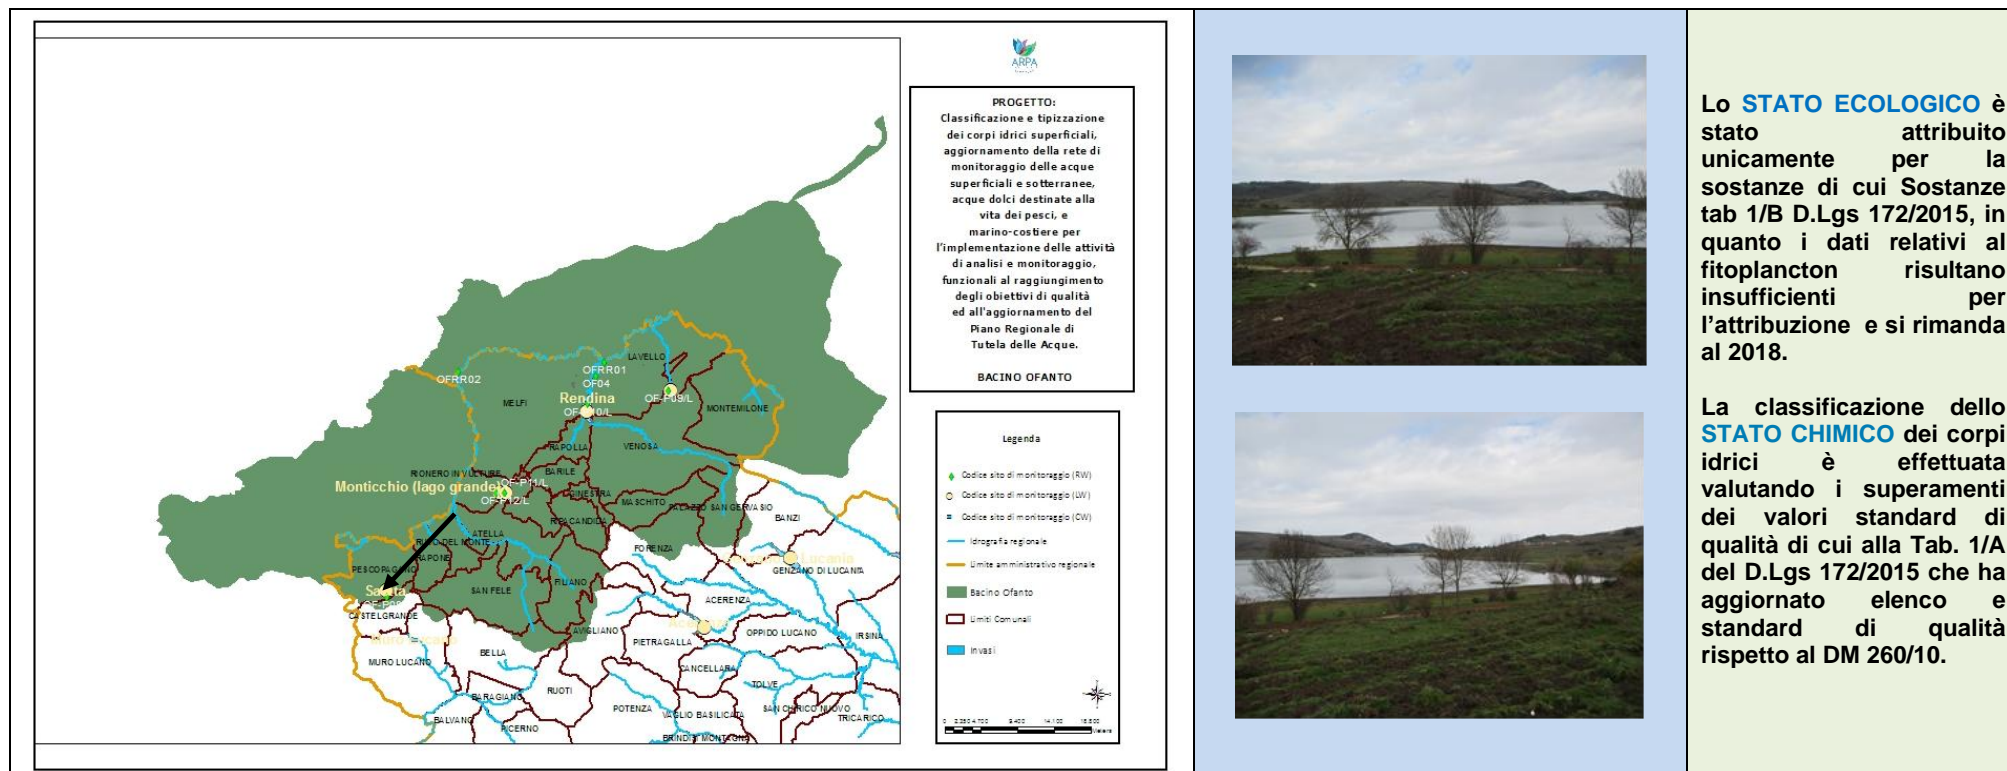 ARPA
PROGETTO:
Classificazione e tipizzazione
dei corpi idrici superficiali,
aggiornamento della rete di
monitoraggio delle acque
superficiali e sotterranee,
acque dolci destinate alla
vita dei pesci, e
marino-costiere per
l'implementazione delle attività
di analisi e monitoraggio,
funzionali al raggiungimento
degli obiettivi di qualità
ed all'aggiornamento del
Piano Regionale di
Tutela delle Acque.
BACINO OFANTO
Legenda
Codice sito di monitoraggio (RW)
Codice sito di monitoraggio (LW)
Codice sito di monitoraggio (CW)
Idrografia regionale
Limite amministrativo regionale
Bacino Ofanto
Limiti Comunali
Invasi
LAVELLO
OFRR01
OFRR02
OF04
Rendina
OF-P09/L
MELFI
MONTEMILONE
RAPOLLA
VENOSA
BARILE
RIONERO IN VULTURE
Monticchio (lago grande)
OF-P11/L
GINESTRA
MASCHITO
PALAZZO SAN GERVASIO
BANZI
RIPACANDIDA
ATELLA
RUVO DEL MONTE
RAPONE
FORENZA
PESCOPAGANO
GENZANO DI LUCANIA
FILIANO
SAN FELE
ACERENZA
CASTELGRANDE
AVIGLIANO
OPPIDO LUCANO
IRSINA
PIETRAGALLA
BELLA
MURO LUCANO
CANCELLARA
TOLVE
RUOTI
BARAGIANO
POTENZA
SAN CHIRICO NUOVO
VAGLIO BASILICATA
TRICARICO
BALVANO
PICERNO
BRINDISI MONTAGNA
Lo STATO ECOLOGICO è
stato attribuito
unicamente per la
sostanze di cui Sostanze
tab 1/B D.Lgs 172/2015, in
quanto i dati relativi al
fitoplancton risultano
insufficienti per
l'attribuzione e si rimanda
al 2018.
La classificazione dello
STATO CHIMICO dei corpi
idrici è effettuata
valutando i superamenti
dei valori standard di
qualità di cui alla Tab. 1/A
del D.Lgs 172/2015 che ha
aggiornato elenco e
standard di qualità
rispetto al DM 260/10.